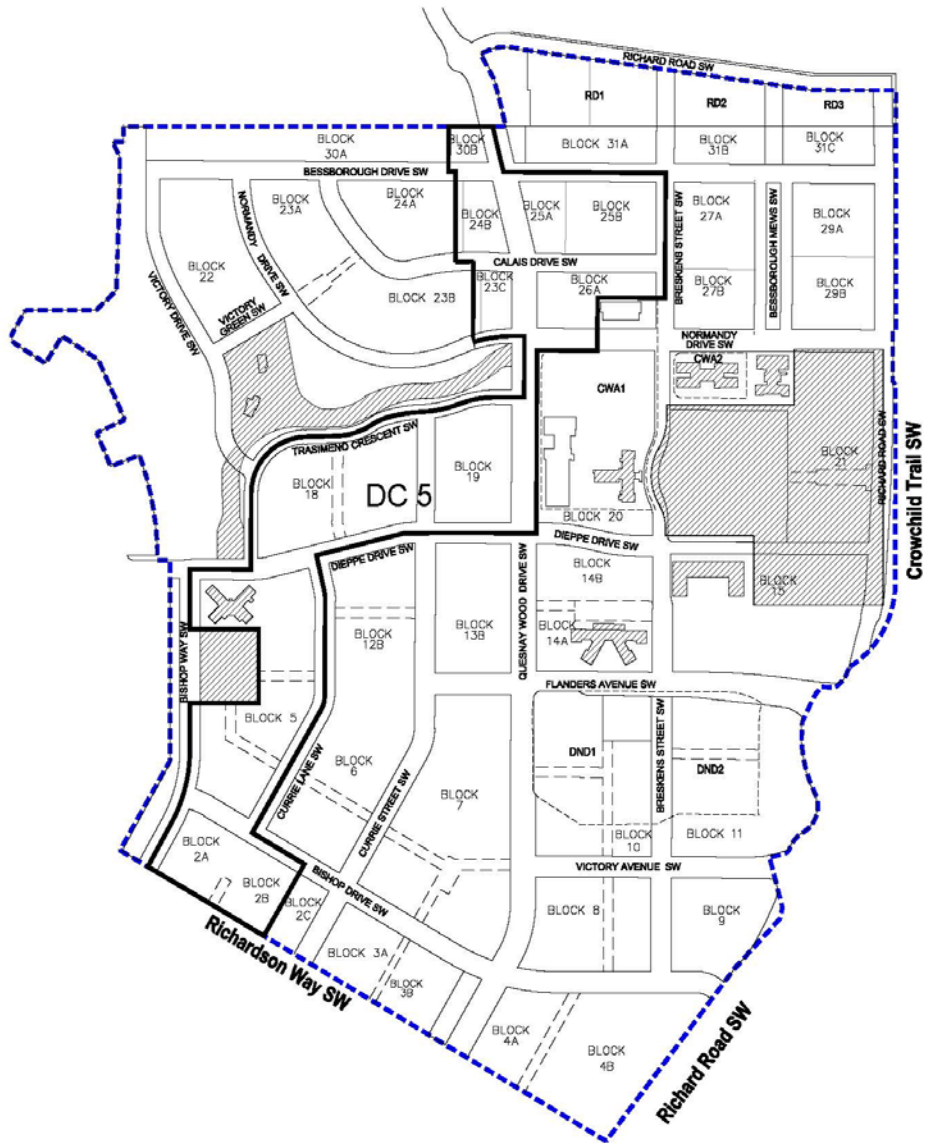 RICHARD ROAD SW
RD1
RD2
RD3
BLOCK
30A
BLOCK
30B
BLOCK 31A
BLOCK
31B
BLOCK
31C
BESSBOROUGH DRIVE SW
BLOCK
23A
BLOCK
24A
BLOCK
24B
BLOCK
25A
BLOCK
25B
BLOCK
27A
BLOCK
29A
NORMANDY DRIVE SW
BRESKENS STREET SW
BESSBOROUGH MEWS SW
BLOCK
22
CALAIS DRIVE SW
VICTORY DRIVE SW
VICTORY
GREEN SW
BLOCK 23B
BLOCK
23C
BLOCK
26A
BLOCK
27B
BLOCK
29B
NORMANDY
DRIVE SW
CWA2
CWA1
TRASIMEND CRESCENT SW
BLOCK
18
DC 5
BLOCK
19
BLOCK
21
RICHARD ROAD SW
Crowchild Trail SW
BLOCK 20
DIEPPE DRIVE SW
DIEPPE DRIVE SW
QUESNAY WOOD DRIVE SW
BLOCK
14B
BLOCK
15
BLOCK
12B
BLOCK
13B
BLOCK
14A
BISHOP WAY SW
FLANDERS AVENUE SW
BLOCK 5
BRESKENS STREET SW
DND1
DND2
BLOCK
6
CURRIE LANE SW
CURRIE STREET SW
BLOCK
7
BLOCK
10
BLOCK 11
BLOCK
2A
BLOCK
2B
BLOCK
2C
BISHOP DRIVE SW
VICTORY AVENUE SW
BLOCK 8
BLOCK
9
BLOCK 3A
BLOCK
3B
Richardson Way SW
BLOCK
4A
BLOCK
4B
Richard Road SW